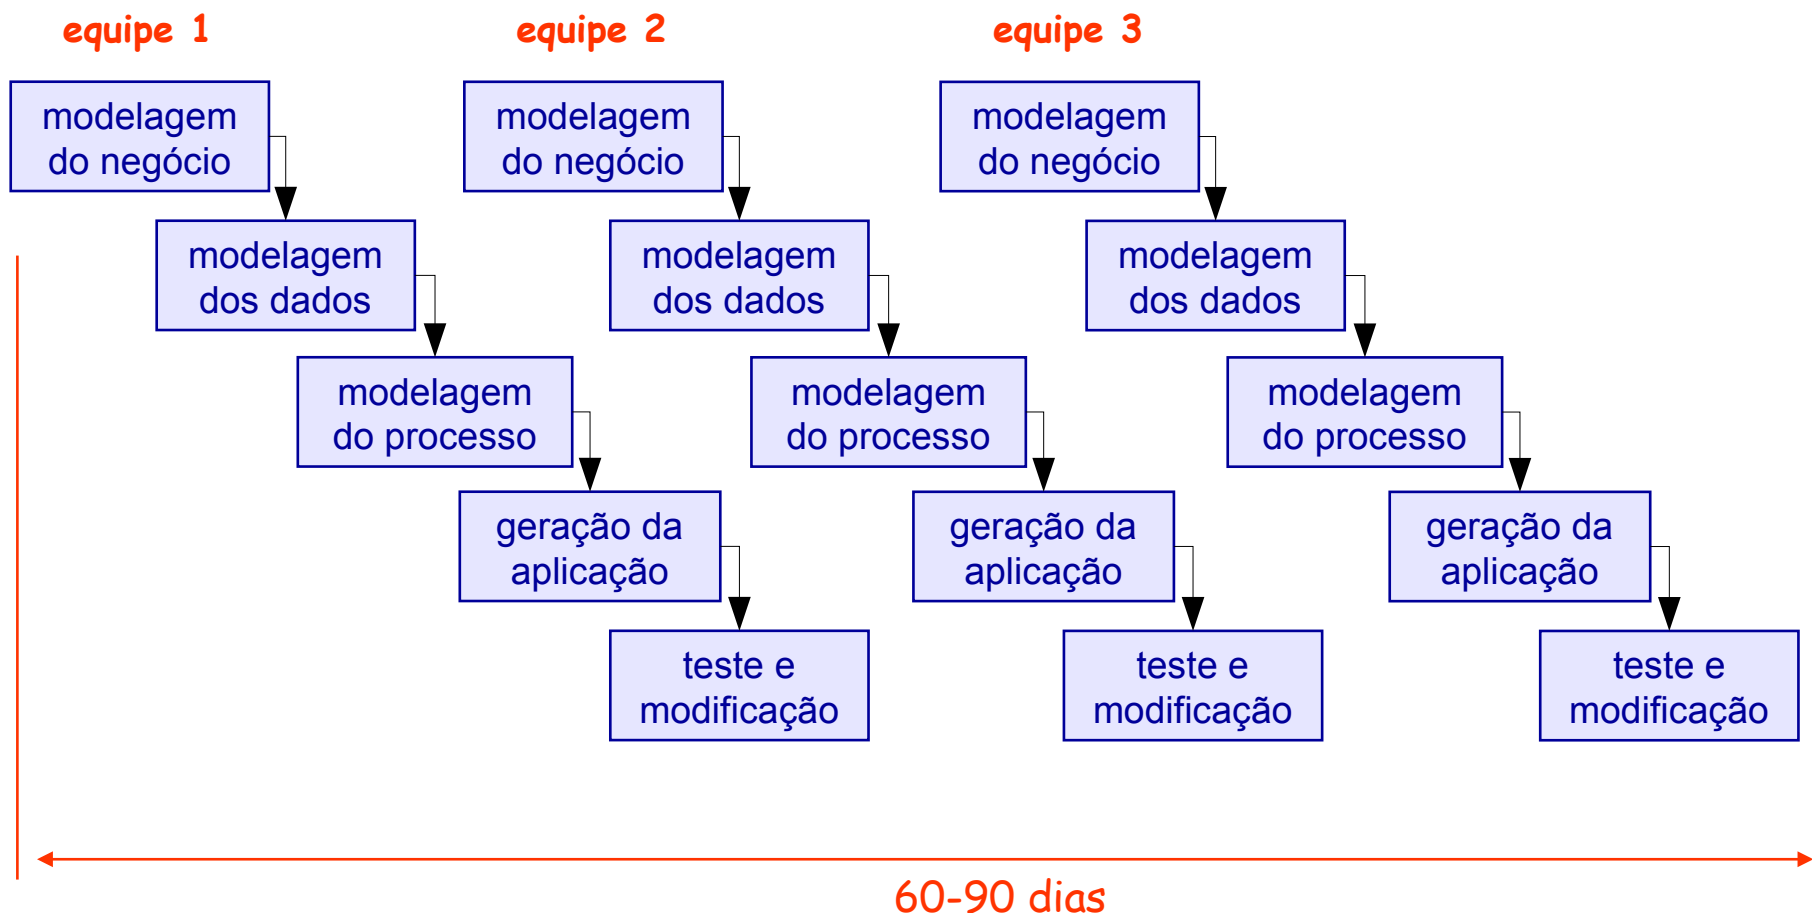 equipe 1
equipe 2
equipe 3
modelagem
do negócio
modelagem
do negócio
modelagem
do negócio
modelagem
dos dados
modelagem
dos dados
modelagem
dos dados
modelagem
do processo
modelagem
do processo
modelagem
do processo
geração da
aplicação
geração da
aplicação
geração da
aplicação
teste e
modificação
teste e
modificação
teste e
modificação
60-90 dias